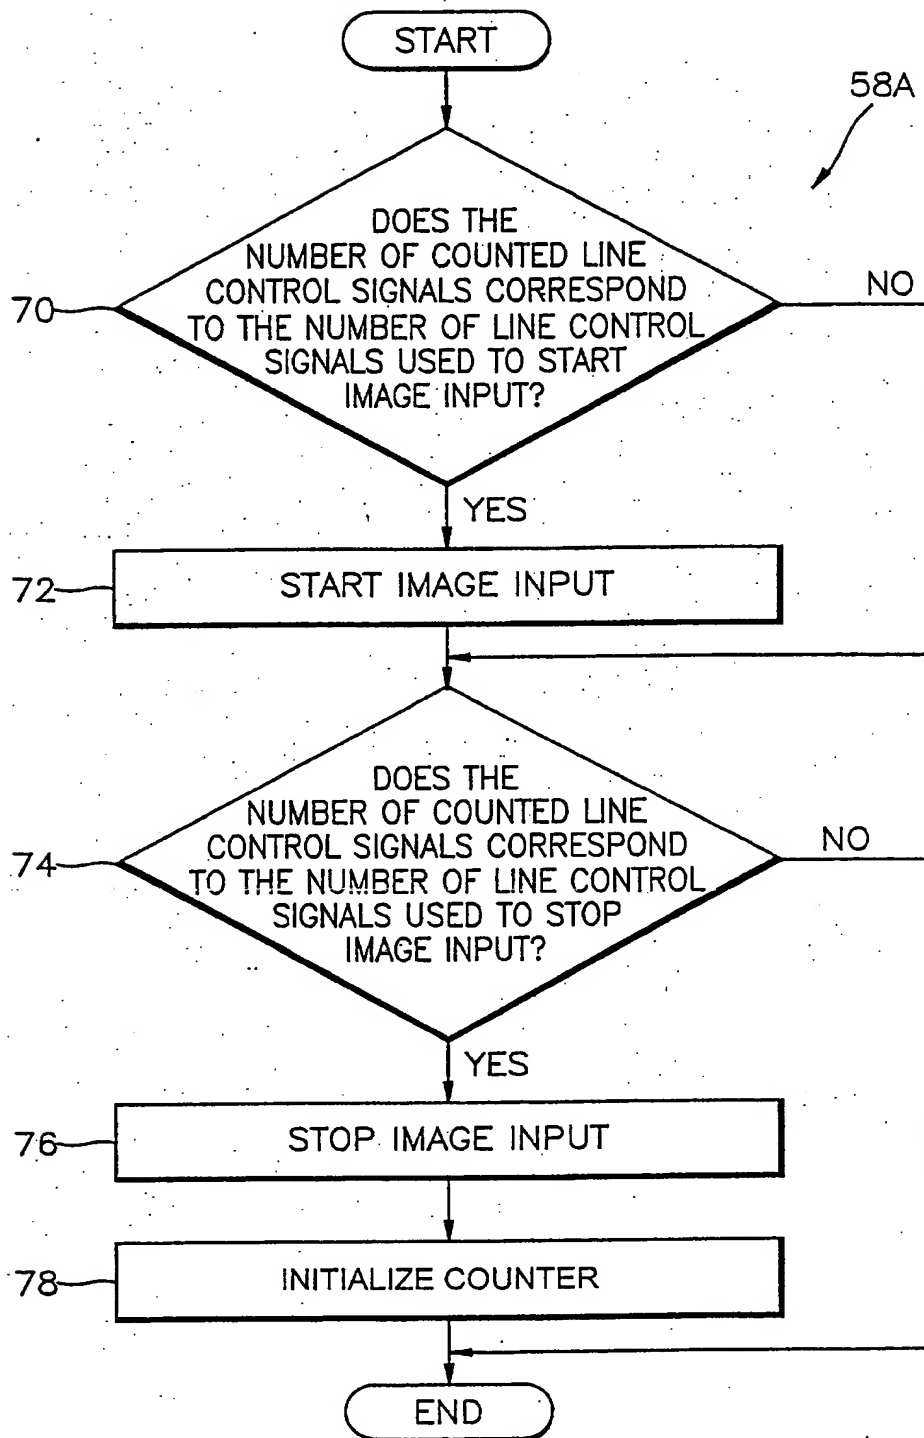 START
58A
DOES THE
NUMBER OF COUNTED LINE
CONTROL SIGNALS CORRESPOND
TO THE NUMBER OF LINE CONTROL
SIGNALS USED TO START
IMAGE INPUT?
70
NO
YES
72
START IMAGE INPUT
DOES THE
NUMBER OF COUNTED LINE
CONTROL SIGNALS CORRESPOND
TO THE NUMBER OF LINE CONTROL
SIGNALS USED TO STOP
IMAGE INPUT?
74
NO
YES
76
STOP IMAGE INPUT
78
INITIALIZE COUNTER
END